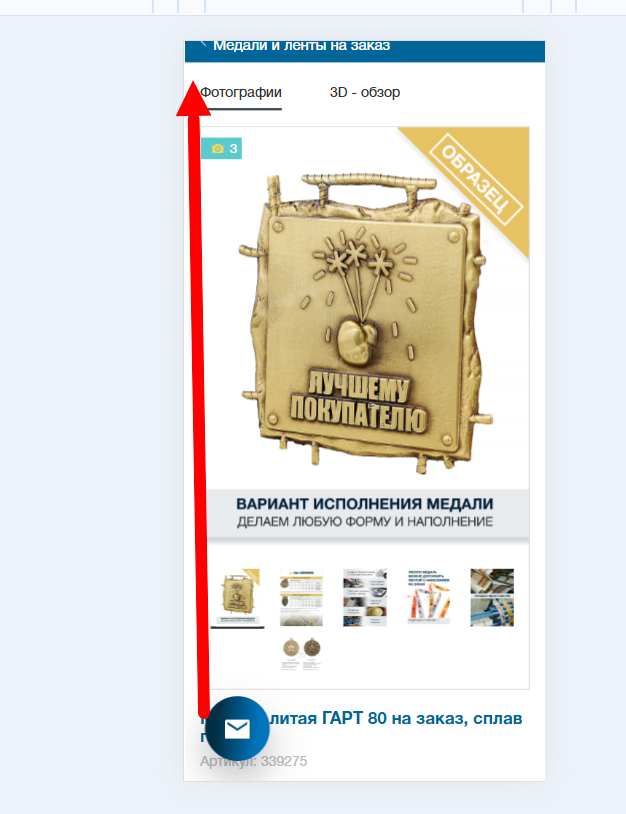 Медали и ленты на заказ
Фотографии
3D - обзор
3
ОБРАЗЕЦ
ЛУЧШЕМУ
ПОКУПАТЕЛЮ
ВАРИАНТ ИСПОЛНЕНИЯ МЕДАЛИ
ДЕЛАЕМ ЛЮБУЮ ФОРМУ И НАПОЛНЕНИЕ
литая ГАРТ 80 на заказ, сплав
Артикул: 339275